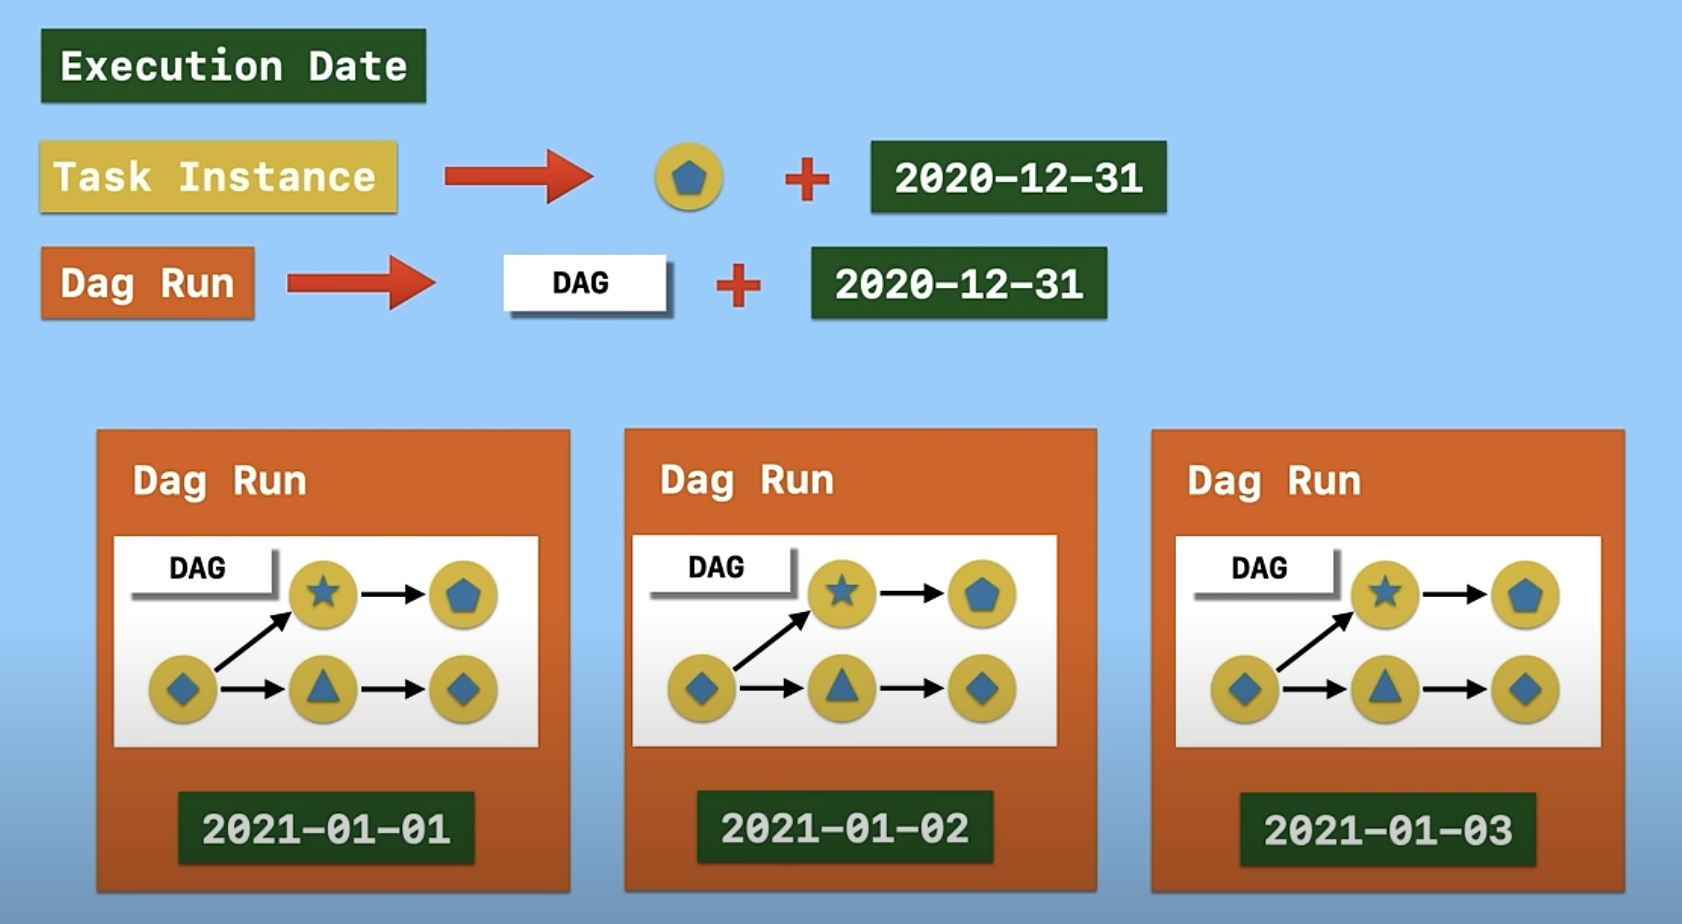 Execution Date
Task Instance + 2020-12-31
Dag Run DAG + 2020-12-31
Dag Run
DAG
2021-01-01
Dag Run
DAG
2021-01-02
Dag Run
DAG
2021-01-03